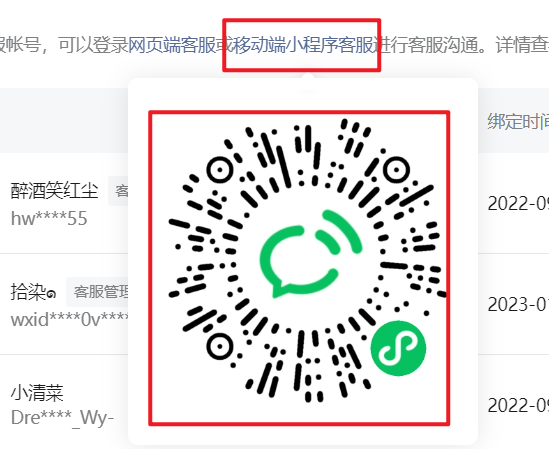 服帐号，可以登录网页端客服或移动端小程序客服进行客服沟通。详情查
绑定时间
醉酒笑红尘 客
hw****55
2022-09
拾染๑ 客服管理
wxid****0v****
2023-01
小清菜
Dre****_Wy-
2022-09